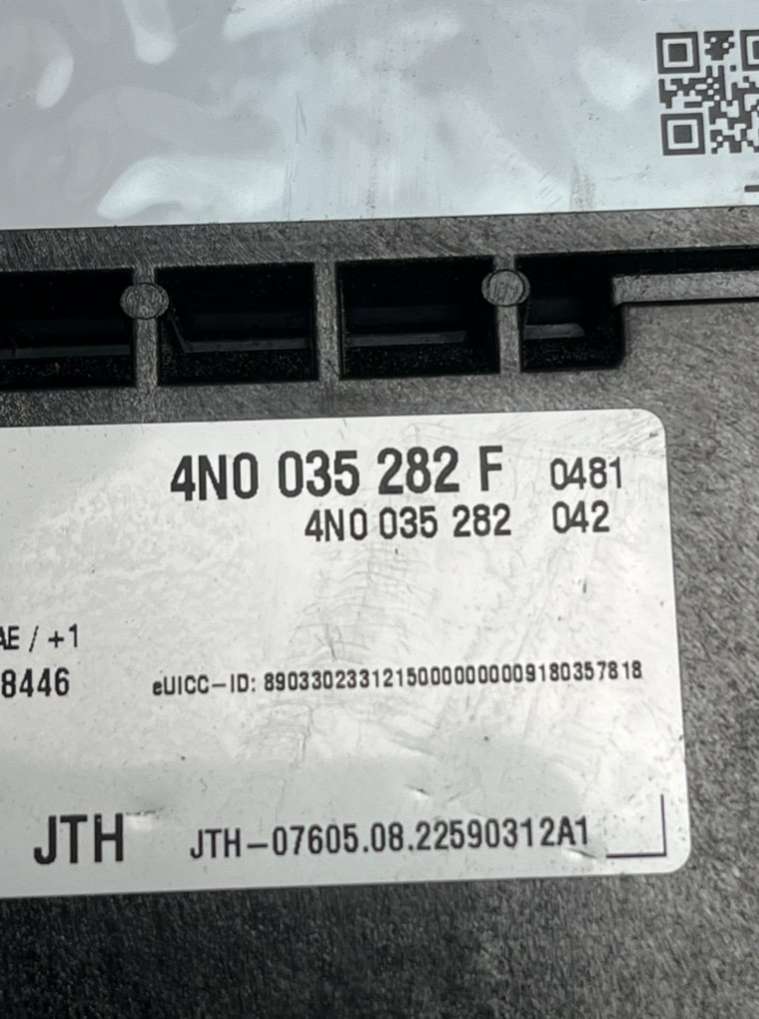 4N0 035 282 F 0481
4N0 035 282 042
AE / +1
8446 eUICC-ID: 89033023312150000000009180357818
JTH JTH-07605.08.22590312A1